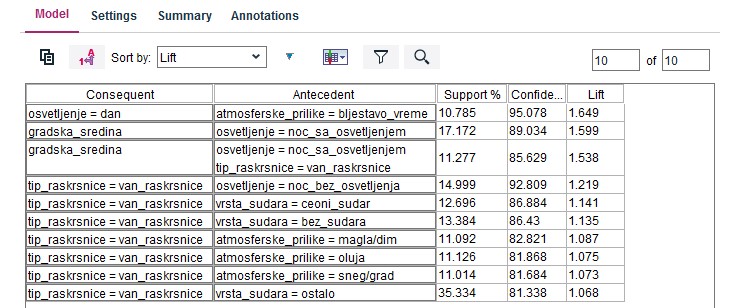 Model Settings Summary Annotations
Sort by: Lift 10 of 10
Consequent Antecedent Support % Confide... Lift
osvetljenje = dan atmosferske_prilike = bljestavo_vreme 10.785 95.078 1.649
gradska_sredina osvetljenje = noc_sa_osvetljenjem 17.172 89.034 1.599
gradska_sredina osvetljenje = noc_sa_osvetljenjem
tip_raskrsnice = van_raskrsnice 11.277 85.629 1.538
tip_raskrsnice = van_raskrsnice osvetljenje = noc_bez_osvetljenja 14.999 92.809 1.219
tip_raskrsnice = van_raskrsnice vrsta_sudara = ceoni_sudar 12.696 86.884 1.141
tip_raskrsnice = van_raskrsnice vrsta_sudara = bez_sudara 13.384 86.43 1.135
tip_raskrsnice = van_raskrsnice atmosferske_prilike = magla/dim 11.092 82.821 1.087
tip_raskrsnice = van_raskrsnice atmosferske_prilike = oluja 11.126 81.868 1.075
tip_raskrsnice = van_raskrsnice atmosferske_prilike = sneg/grad 11.014 81.684 1.073
tip_raskrsnice = van_raskrsnice vrsta_sudara = ostalo 35.334 81.338 1.068